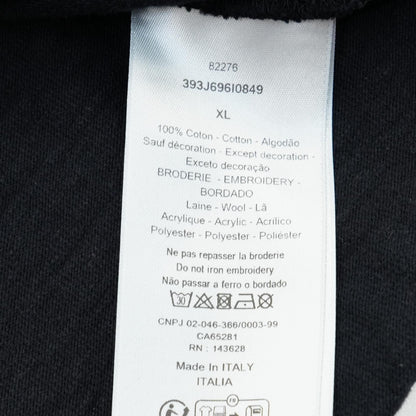 82276
393J696I0849
XL
100% Coton - Cotton - Algodão
Sauf décoration - Except decoration -
Exceto decoração
BRODERIE - EMBROIDERY -
BORDADO
Laine - Wool - Lã
Acrylique - Acrylic - Acrílico
Polyester - Polyester - Poliéster
Ne pas repasser la broderie
Do not iron embroidery
Não passar a ferro o bordado
30
CNPJ 02-046-366/0003-99
CA65281
RN : 143628
Made In ITALY
ITALIA
FR